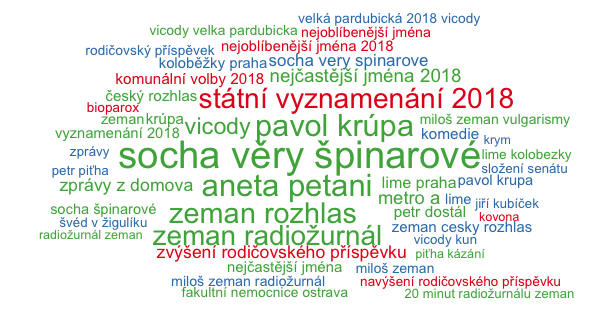 velká pardubická 2018 vicody
vicody velka pardubicka nejoblíbenější jména
rodičovský příspěvek nejoblíbenější jména 2018
koloběžky praha socha very spinarove
komunální volby 2018 nejčastější jména 2018
český rozhlas státní vyznamenání 2018
bioparox
zeman krúpa vicody pavol krúpa miloš zeman vulgarismy
vyznamenání 2018 komedie krym
zprávy socha věry špinarové lime kolobezky
petr piťha složení senátu
zprávy z domova aneta petani lime praha pavol krupa
metro a lime jiří kubíček
socha špinarové zeman rozhlas petr dostál kovona
švéd v žigulíku zeman cesky rozhlas
radiožurnál zeman zeman radiožurnál vicody kun
zvýšení rodičovského příspěvku piťha kázání
nejčastější jména miloš zeman
miloš zeman radiožurnál navýšení rodičovského příspěvku
fakultní nemocnice ostrava 20 minut radiožurnálu zeman